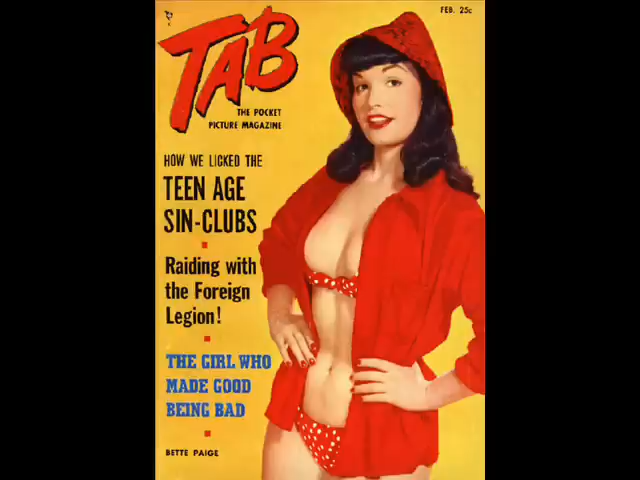 FEB. 25c
TAB
THE POCKET
PICTURE MAGAZINE
HOW WE LICKED THE
TEEN AGE
SIN-CLUBS
Raiding with
the Foreign
Legion!
THE GIRL WHO
MADE GOOD
BEING BAD
BETTE PAIGE